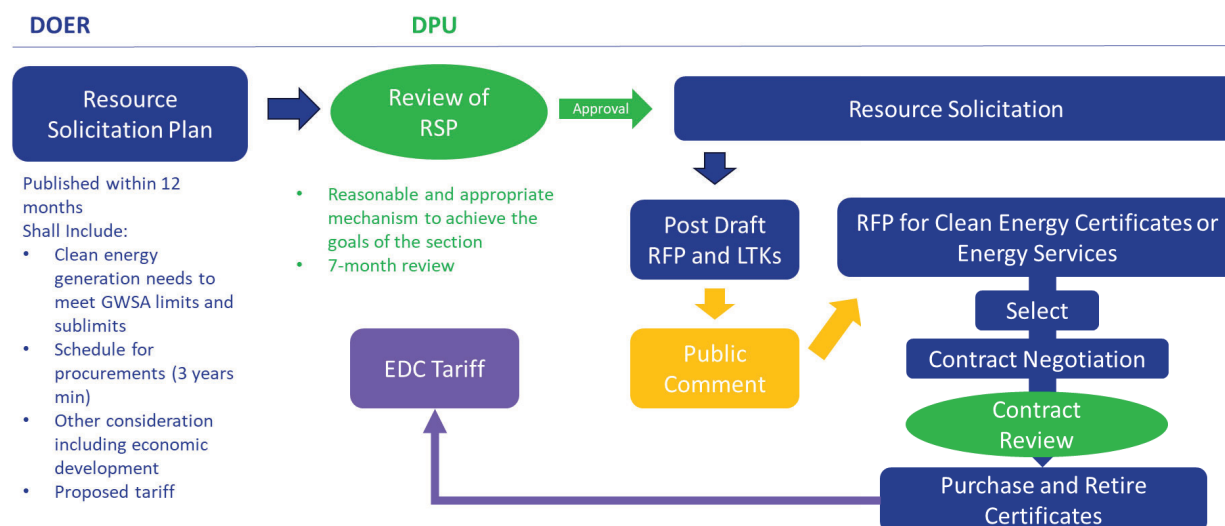 DOER
DPU
Resource
Solicitation Plan
Review of
RSP
Approval
Resource Solicitation
Published within 12
months
Shall Include:
• Clean energy
generation needs to
meet GWSA limits and
sublimits
• Schedule for
procurements (3 years
min)
• Other consideration
including economic
development
• Proposed tariff
• Reasonable and appropriate
mechanism to achieve the
goals of the section
• 7-month review
Post Draft
RFP and LTKs
Public
Comment
RFP for Clean Energy Certificates or
Energy Services
Select
Contract Negotiation
Contract
Review
Purchase and Retire
Certificates
EDC Tariff